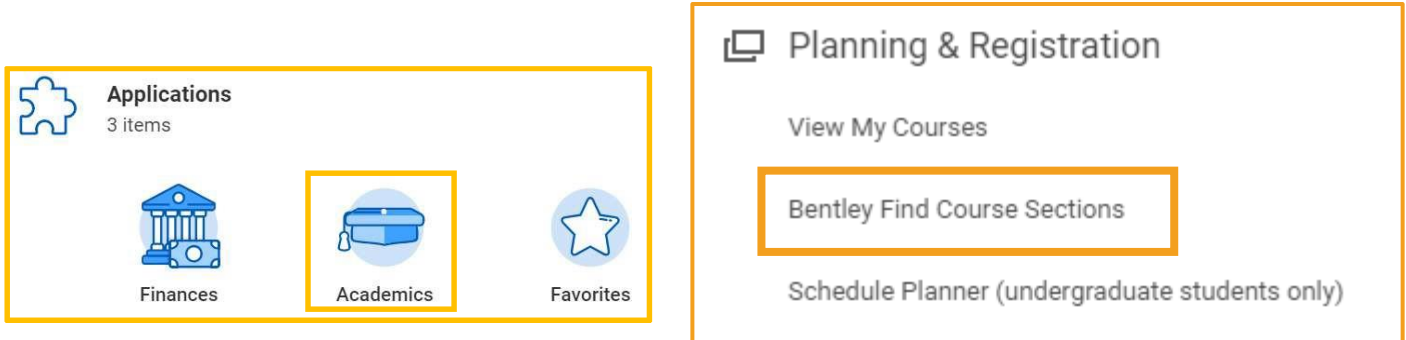 Applications
3 items
Finances
Academics
Favorites
Planning & Registration
View My Courses
Bentley Find Course Sections
Schedule Planner (undergraduate students only)